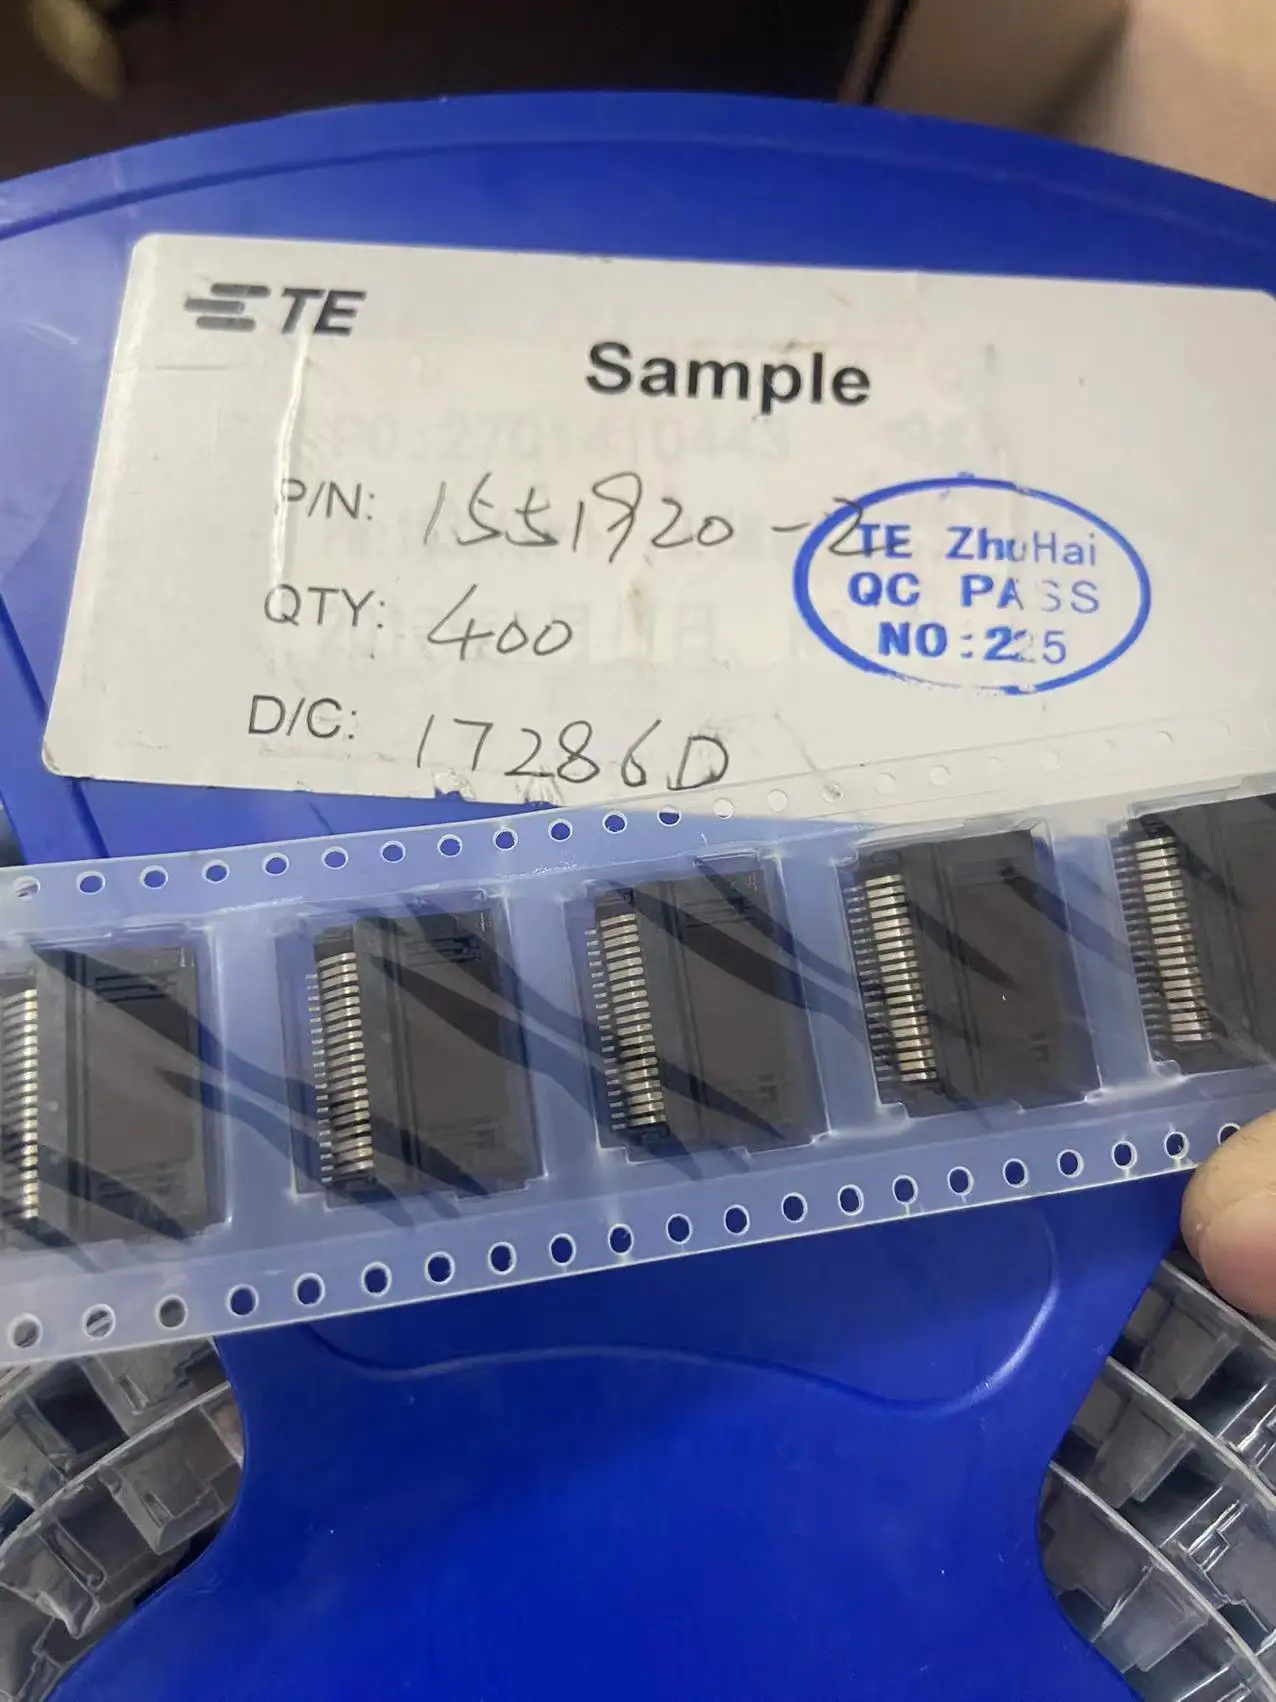 TE
Sample
P/N: 1551920-2
QTY: 400
D/C: 17286D
TE ZhuHai
QC PASS
NO:225